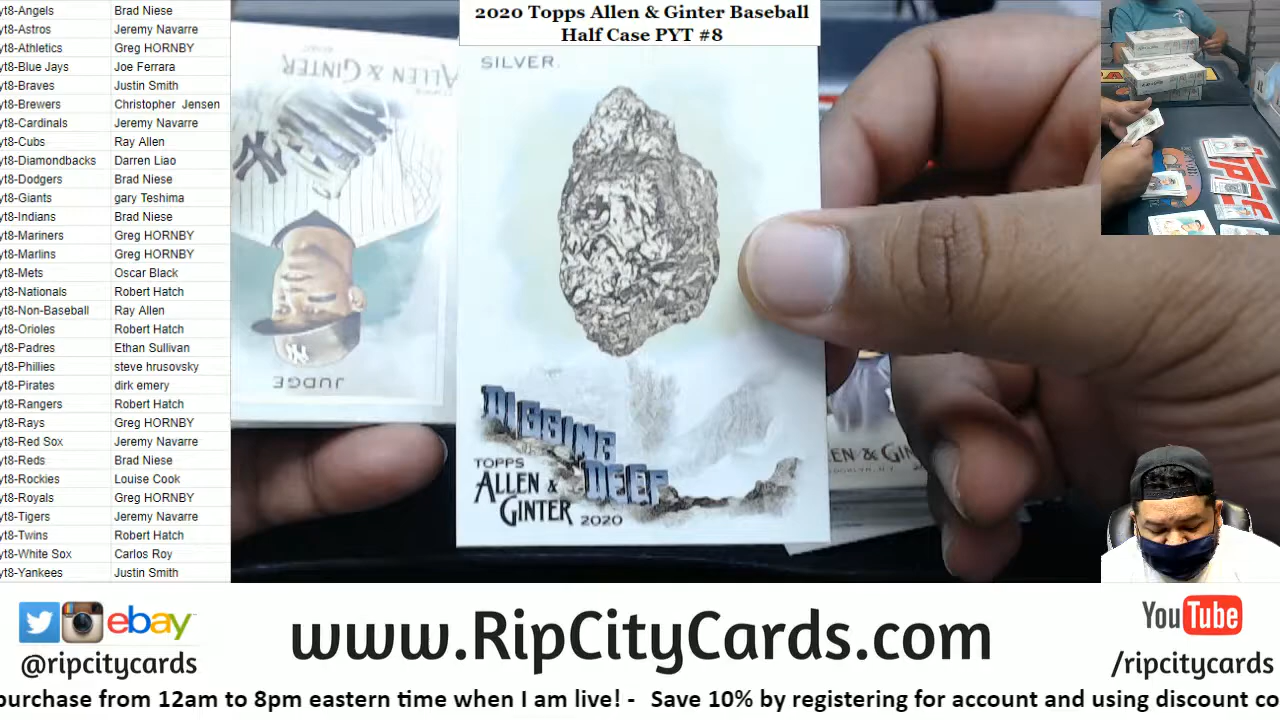 2020 Topps Allen & Ginter Baseball
Half Case PYT #8
yt8-Angels Brad Niese
yt8-Astros Jeremy Navarre
yt8-Athletics Greg HORNBY
yt8-Blue Jays Joe Ferrara
yt8-Braves Justin Smith
yt8-Brewers Christopher Jensen
yt8-Cardinals Jeremy Navarre
yt8-Cubs Ray Allen
yt8-Diamondbacks Darren Liao
yt8-Dodgers Brad Niese
yt8-Giants gary Teshima
yt8-Indians Brad Niese
yt8-Mariners Greg HORNBY
yt8-Marlins Greg HORNBY
yt8-Mets Oscar Black
yt8-Nationals Robert Hatch
yt8-Non-Baseball Ray Allen
yt8-Orioles Robert Hatch
yt8-Padres Ethan Sullivan
yt8-Phillies steve hrusovsky
yt8-Pirates dirk emery
yt8-Rangers Robert Hatch
yt8-Rays Greg HORNBY
yt8-Red Sox Jeremy Navarre
yt8-Reds Brad Niese
yt8-Rockies Louise Cook
yt8-Royals Greg HORNBY
yt8-Tigers Jeremy Navarre
yt8-Twins Robert Hatch
yt8-White Sox Carlos Roy
yt8-Yankees Justin Smith
ALLEN & GINTER
NY
JUDGE
SILVER.
DIGGING
DEEP
TOPPS
ALLEN &
GINTER 2020
EN & GIN
ebay
@ripcitycards
www.RipCityCards.com
YouTube
/ripcitycards
purchase from 12am to 8pm eastern time when I am live! - Save 10% by registering for account and using discount co